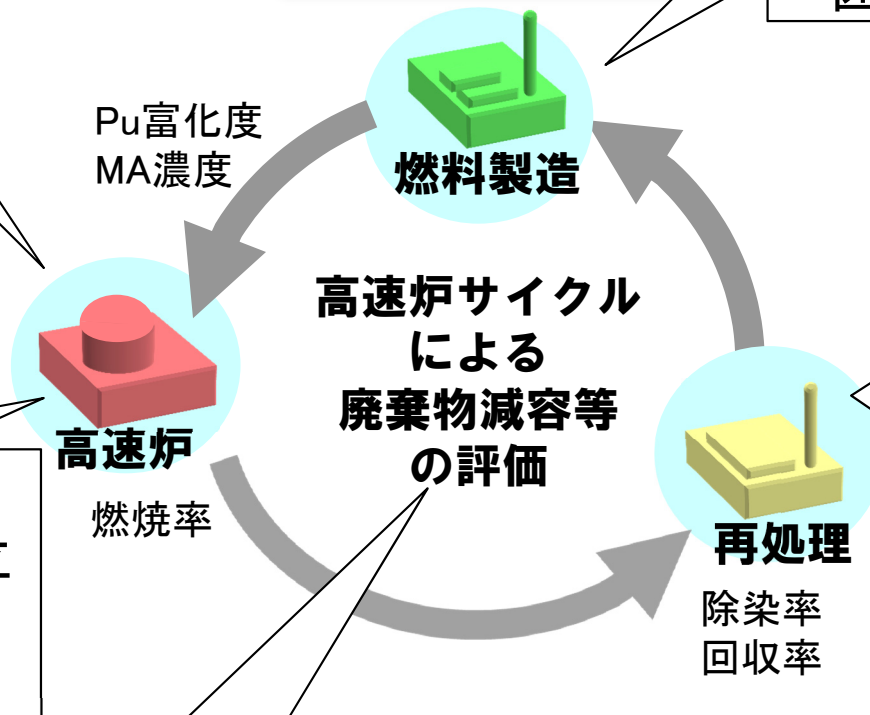 Pu富化度
MA濃度
燃料製造
高速炉サイクル
による
廃棄物減容等
の評価
高速炉
燃焼率
再処理
除染率
回収率